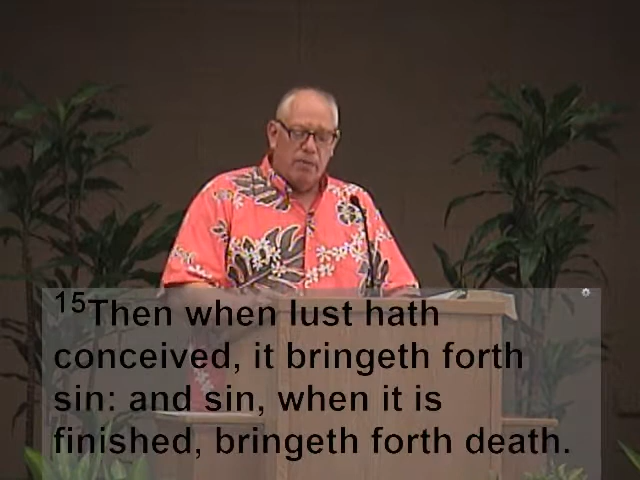 15Then when lust hath
conceived, it bringeth forth
sin: and sin, when it is
finished, bringeth forth death.